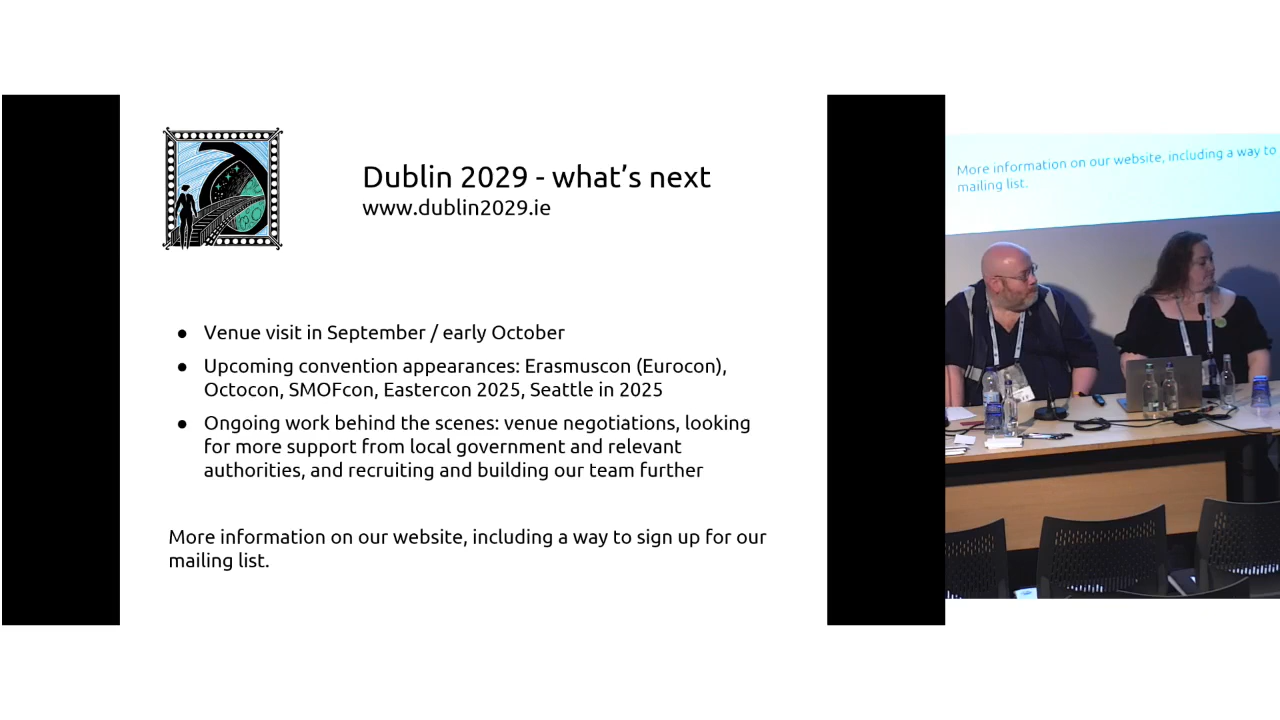 Dublin 2029 - what's next
www.dublin2029.ie
● Venue visit in September / early October
● Upcoming convention appearances: Erasmuscon (Eurocon),
Octocon, SMOFcon, Eastercon 2025, Seattle in 2025
● Ongoing work behind the scenes: venue negotiations, looking
for more support from local government and relevant
authorities, and recruiting and building our team further
More information on our website, including a way to sign up for our
mailing list.
More information on our website, including a way to
mailing list.